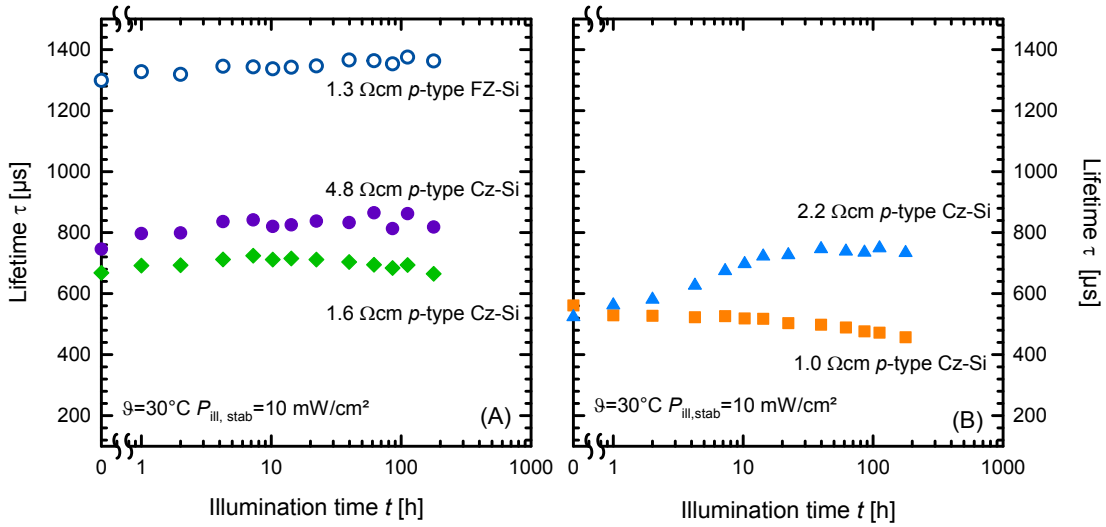 1400
1200
1000
800
600
400
200
Lifetime τ [µs]
1.3 Ωcm p-type FZ-Si
4.8 Ωcm p-type Cz-Si
1.6 Ωcm p-type Cz-Si
ϑ=30°C P_ill, stab=10 mW/cm²
(A)
0 1 10 100 1000
Illumination time t [h]
2.2 Ωcm p-type Cz-Si
1.0 Ωcm p-type Cz-Si
ϑ=30°C P_ill,stab=10 mW/cm²
(B)
0 1 10 100 1000
Illumination time t [h]
1400
1200
1000
800
600
400
200
Lifetime τ [µs]